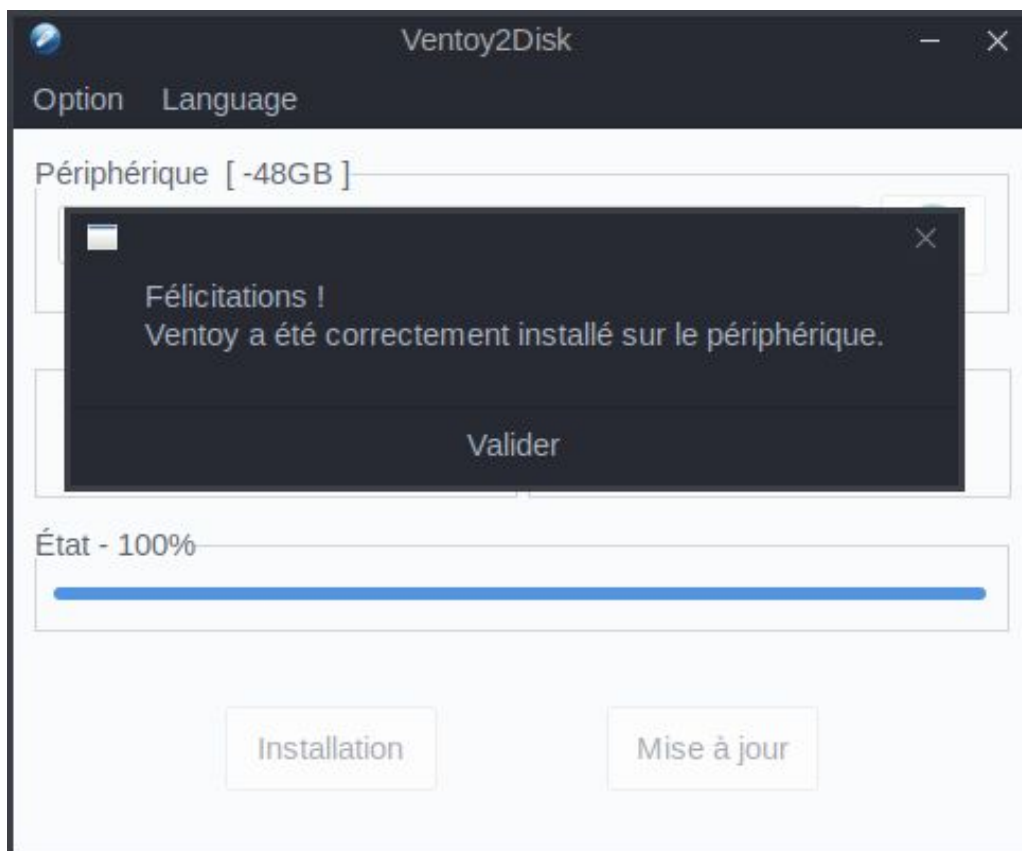 Ventoy2Disk
Option Language
Périphérique [ -48GB ]
Félicitations !
Ventoy a été correctement installé sur le périphérique.
Valider
État - 100%
Installation Mise à jour